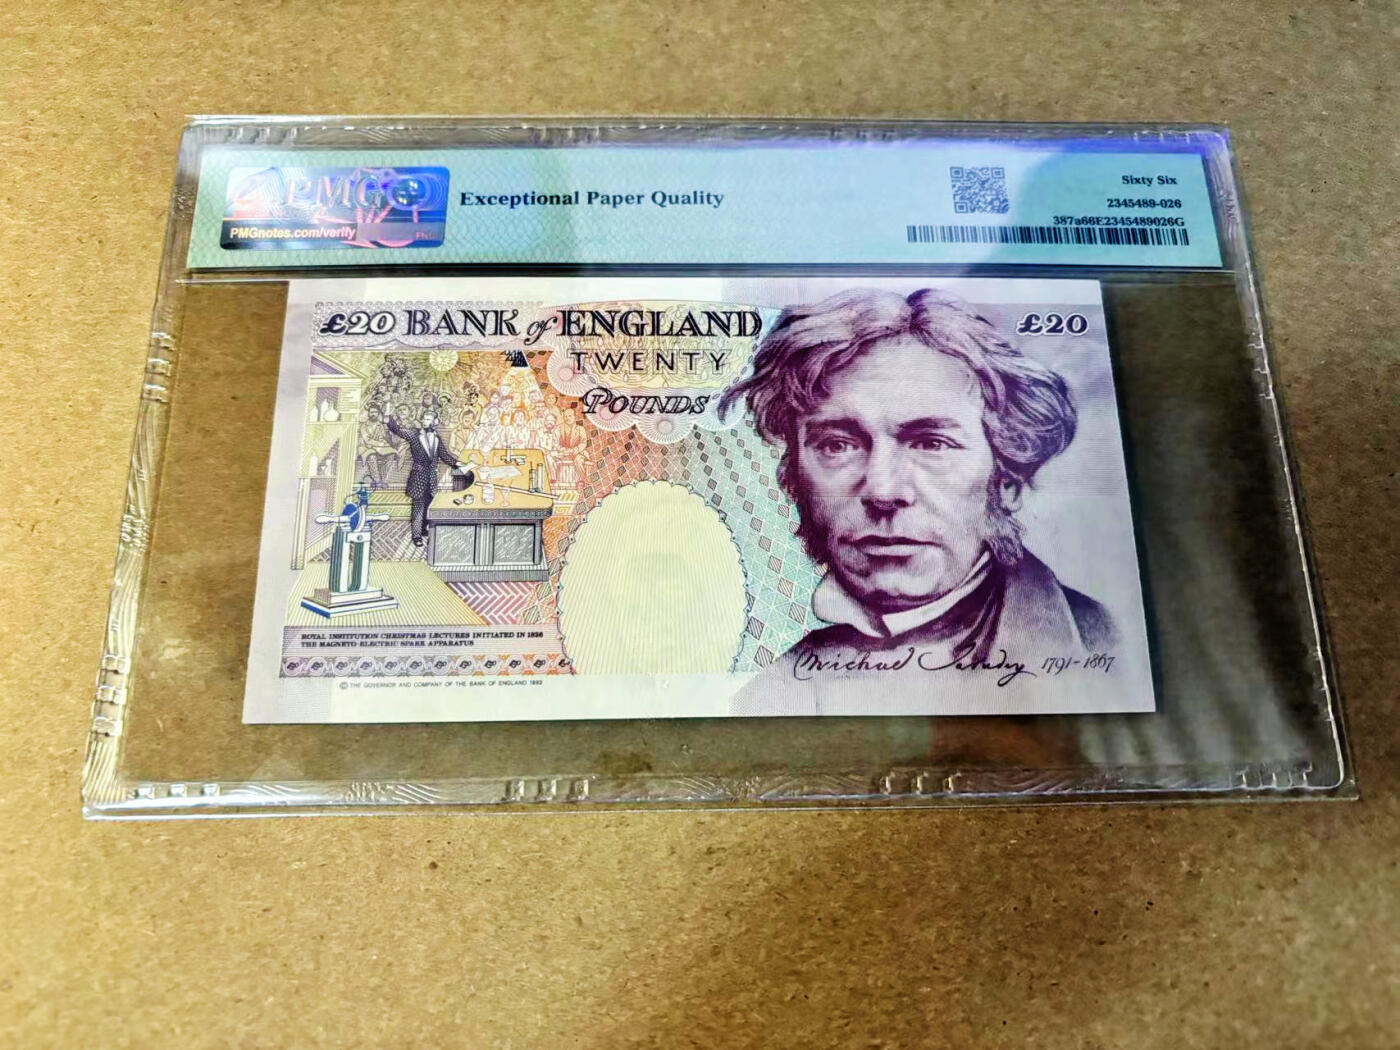 PMG
PMGnotes.com/verify
Exceptional Paper Quality
Sixty Six
2345489-026
387a66E2345489026G
£20 BANK of ENGLAND
£20
TWENTY
POUNDS
ROYAL INSTITUTION CHRISTMAS LECTURES INITIATED IN 1826
THE MAGNETO-ELECTRIC SPARK APPARATUS
Michael Faraday 1791-1867
© THE GOVERNOR AND COMPANY OF THE BANK OF ENGLAND 1993